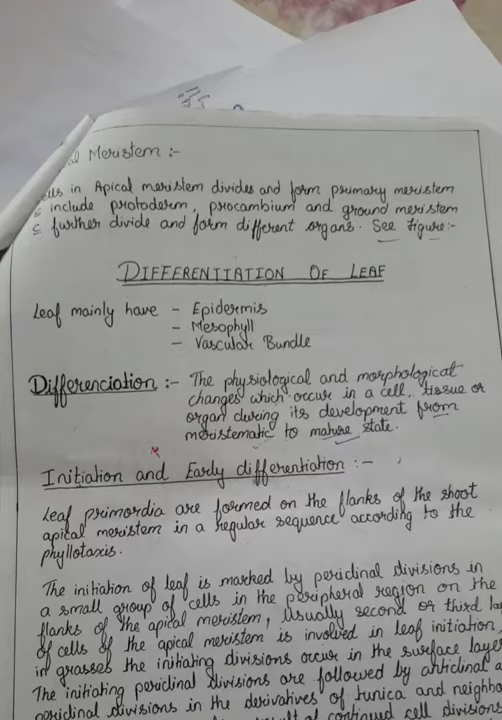 al Meristem :-
cells in Apical meristem divides and form primary meristem
include protoderm, procambium and ground meristem
further divide and form different organs. See Figure:-
DIFFERENTIATION OF LEAF
Leaf mainly have - Epidermis
- Mesophyll
- Vascular Bundle
Differenciation :- The physiological and morphological
changes which occur in a cell, tissue or
organ during its development from
meristematic to mature state.
Initiation and Early differentiation :-
Leaf primordia are formed on the flanks of the shoot
apical meristem in a regular sequence according to the
phyllotaxis.
The initiation of leaf is marked by periclinal divisions in
a small group of cells in the peripheral region on the
flanks of the apical meristem, Usually second or third la
of cells of the apical meristem is involved in leaf initiation,
in grasses the initiating divisions occur in the surface layer
The initiating periclinal divisions are followed by anticlinal a
periclinal divisions in the derivatives of tunica and neighbo
continued cell divisions